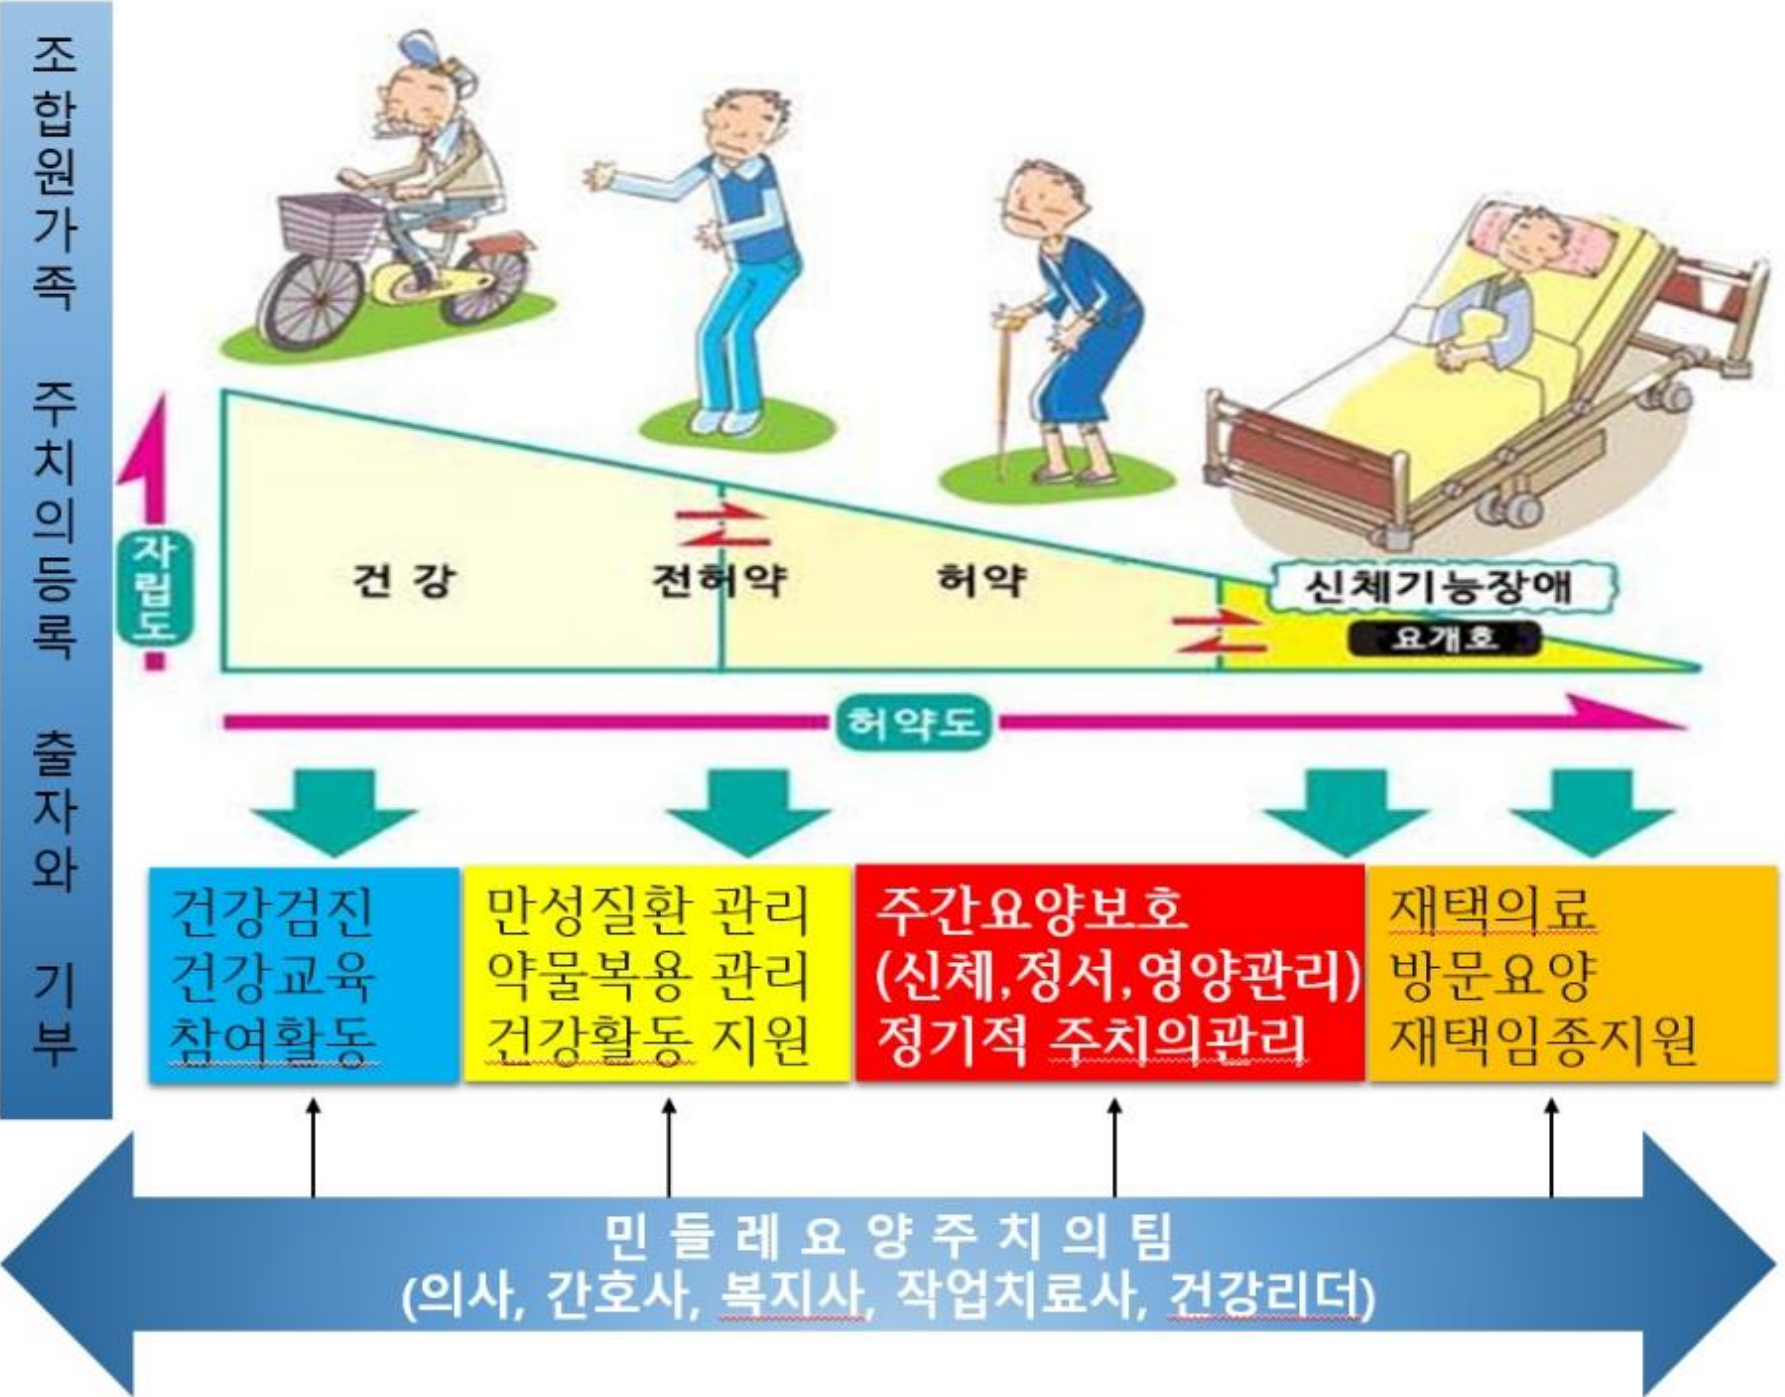 조합원가족 주치의등록 출자와 기부
자립도
건 강
전허약
허약
신체기능장애
요개호
허약도
건강검진
건강교육
참여활동
만성질환 관리
약물복용 관리
건강활동 지원
주간요양보호
(신체,정서,영양관리)
정기적 주치의관리
재택의료
방문요양
재택임종지원
민 들 레 요 양 주 치 의 팀
(의사, 간호사, 복지사, 작업치료사, 건강리더)